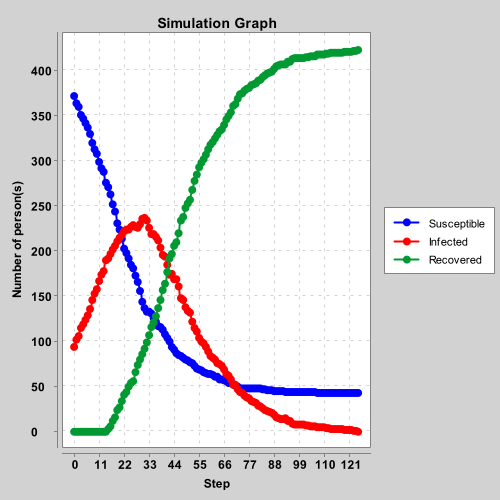 Simulation Graph
Number of person(s)
400
350
300
250
200
150
100
50
0
0 11 22 33 44 55 66 77 88 99 110 121
Step
Susceptible
Infected
Recovered